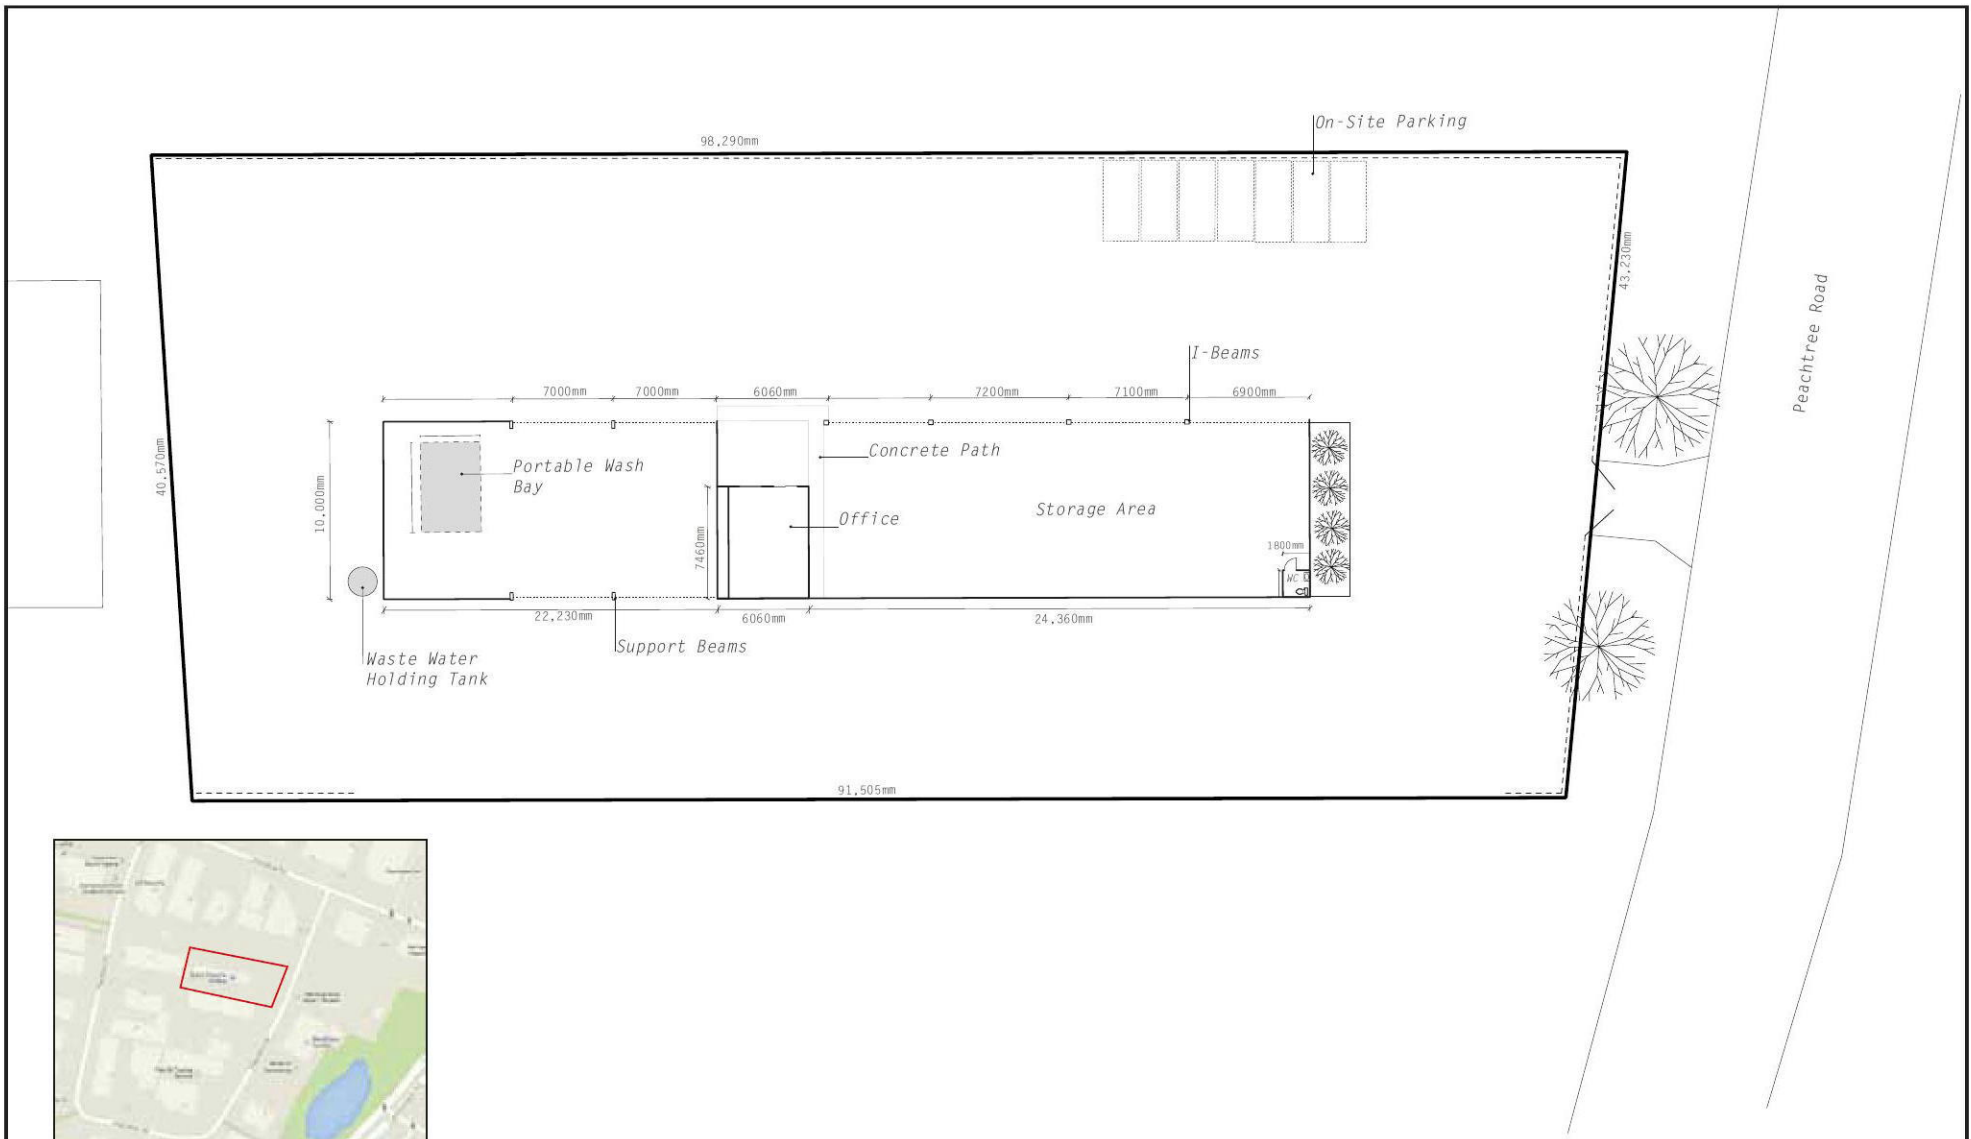 On-Site Parking
98,290mm
43,230mm
Peachtree Road
I-Beams
7000mm
7000mm
6060mm
7200mm
7100mm
6900mm
Concrete Path
Portable Wash
Bay
40,570mm
10,000mm
Office
Storage Area
7460mm
1800mm
WC
22,230mm
6060mm
24,360mm
Support Beams
Waste Water
Holding Tank
91,505mm